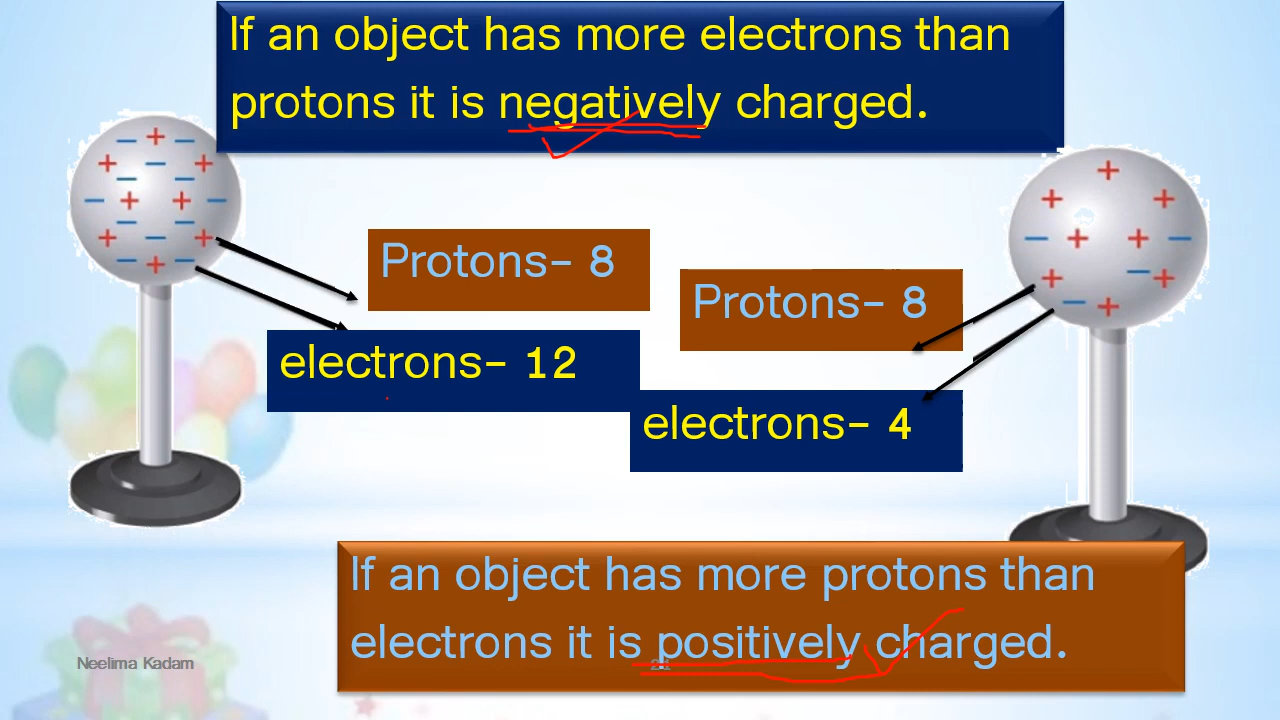 If an object has more electrons than
protons it is negatively charged.
Protons- 8
electrons- 12
Protons- 8
electrons- 4
If an object has more protons than
electrons it is positively charged.
Neelima Kadam